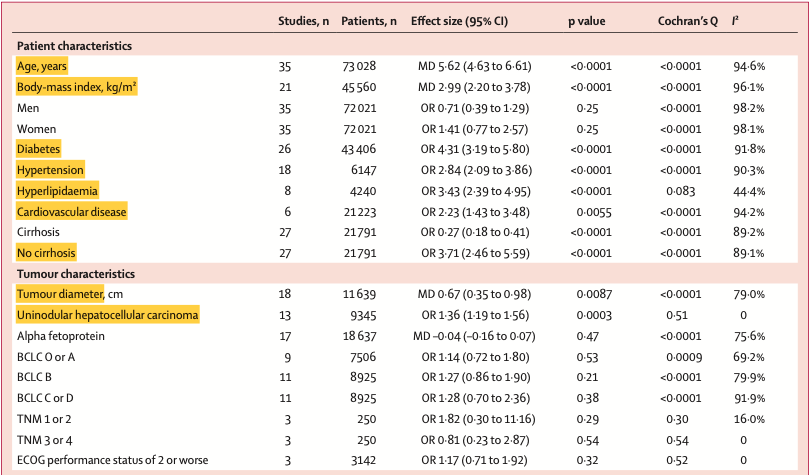 Studies, n Patients, n Effect size (95% CI) p value Cochran's Q I²
Patient characteristics
Age, years 35 73 028 MD 5·62 (4·63 to 6·61) <0·0001 <0·0001 94·6%
Body-mass index, kg/m² 21 45 560 MD 2·99 (2·20 to 3·78) <0·0001 <0·0001 96·1%
Men 35 72 021 OR 0·71 (0·39 to 1·29) 0·25 <0·0001 98·2%
Women 35 72 021 OR 1·41 (0·77 to 2·57) 0·25 <0·0001 98·1%
Diabetes 26 43 406 OR 4·31 (3·19 to 5·80) <0·0001 <0·0001 91·8%
Hypertension 18 6147 OR 2·84 (2·09 to 3·86) <0·0001 <0·0001 90·3%
Hyperlipidaemia 8 4240 OR 3·43 (2·39 to 4·95) <0·0001 0·083 44·4%
Cardiovascular disease 6 21 223 OR 2·23 (1·43 to 3·48) 0·0055 <0·0001 94·2%
Cirrhosis 27 21 791 OR 0·27 (0·18 to 0·41) <0·0001 <0·0001 89·2%
No cirrhosis 27 21 791 OR 3·71 (2·46 to 5·59) <0·0001 <0·0001 89·1%
Tumour characteristics
Tumour diameter, cm 18 11 639 MD 0·67 (0·35 to 0·98) 0·0087 <0·0001 79·0%
Uninodular hepatocellular carcinoma 13 9345 OR 1·36 (1·19 to 1·56) 0·0003 0·51 0
Alpha fetoprotein 17 18 637 MD –0·04 (–0·16 to 0·07) 0·47 <0·0001 75·6%
BCLC 0 or A 9 7506 OR 1·14 (0·72 to 1·80) 0·53 0·0009 69·2%
BCLC B 11 8925 OR 1·27 (0·86 to 1·90) 0·21 <0·0001 79·9%
BCLC C or D 11 8925 OR 1·28 (0·70 to 2·36) 0·38 <0·0001 91·9%
TNM 1 or 2 3 250 OR 1·82 (0·30 to 11·16) 0·29 0·30 16·0%
TNM 3 or 4 3 250 OR 0·81 (0·23 to 2·87) 0·54 0·54 0
ECOG performance status of 2 or worse 3 3142 OR 1·17 (0·71 to 1·92) 0·32 0·52 0